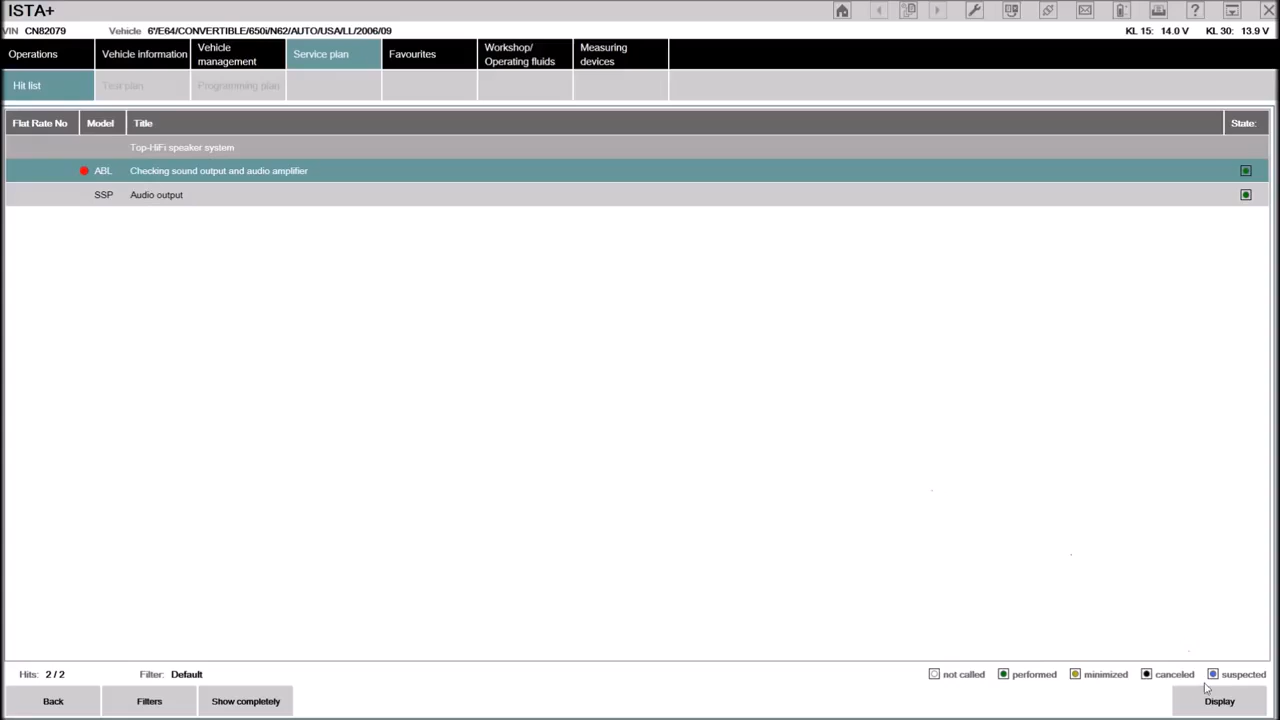 ISTA+
VIN CN82079 Vehicle 6'/E64/CONVERTIBLE/650i/N62/AUTO/USA/LL/2006/09 KL 15: 14.0 V KL 30: 13.9 V
Operations Vehicle information Vehicle management Service plan Favourites Workshop/ Operating fluids Measuring devices
Hit list Test plan Programming plan
Flat Rate No Model Title State:
Top-HiFi speaker system
ABL Checking sound output and audio amplifier
SSP Audio output
Hits: 2 / 2 Filter: Default not called performed minimized canceled suspected
Back Filters Show completely Display